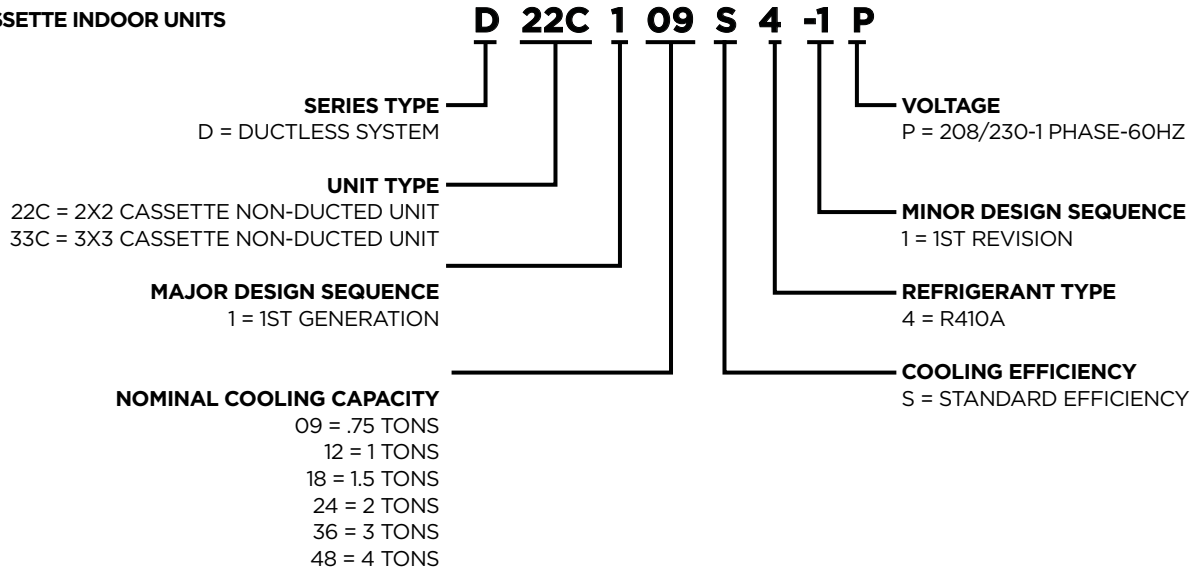 INDOOR UNITS
D 22C 1 09 S 4 -1 P
SERIES TYPE
D = DUCTLESS SYSTEM
UNIT TYPE
22C = 2X2 CASSETTE NON-DUCTED UNIT
33C = 3X3 CASSETTE NON-DUCTED UNIT
MAJOR DESIGN SEQUENCE
1 = 1ST GENERATION
NOMINAL COOLING CAPACITY
09 = .75 TONS
12 = 1 TONS
18 = 1.5 TONS
24 = 2 TONS
36 = 3 TONS
48 = 4 TONS
VOLTAGE
P = 208/230-1 PHASE-60HZ
MINOR DESIGN SEQUENCE
1 = 1ST REVISION
REFRIGERANT TYPE
4 = R410A
COOLING EFFICIENCY
S = STANDARD EFFICIENCY